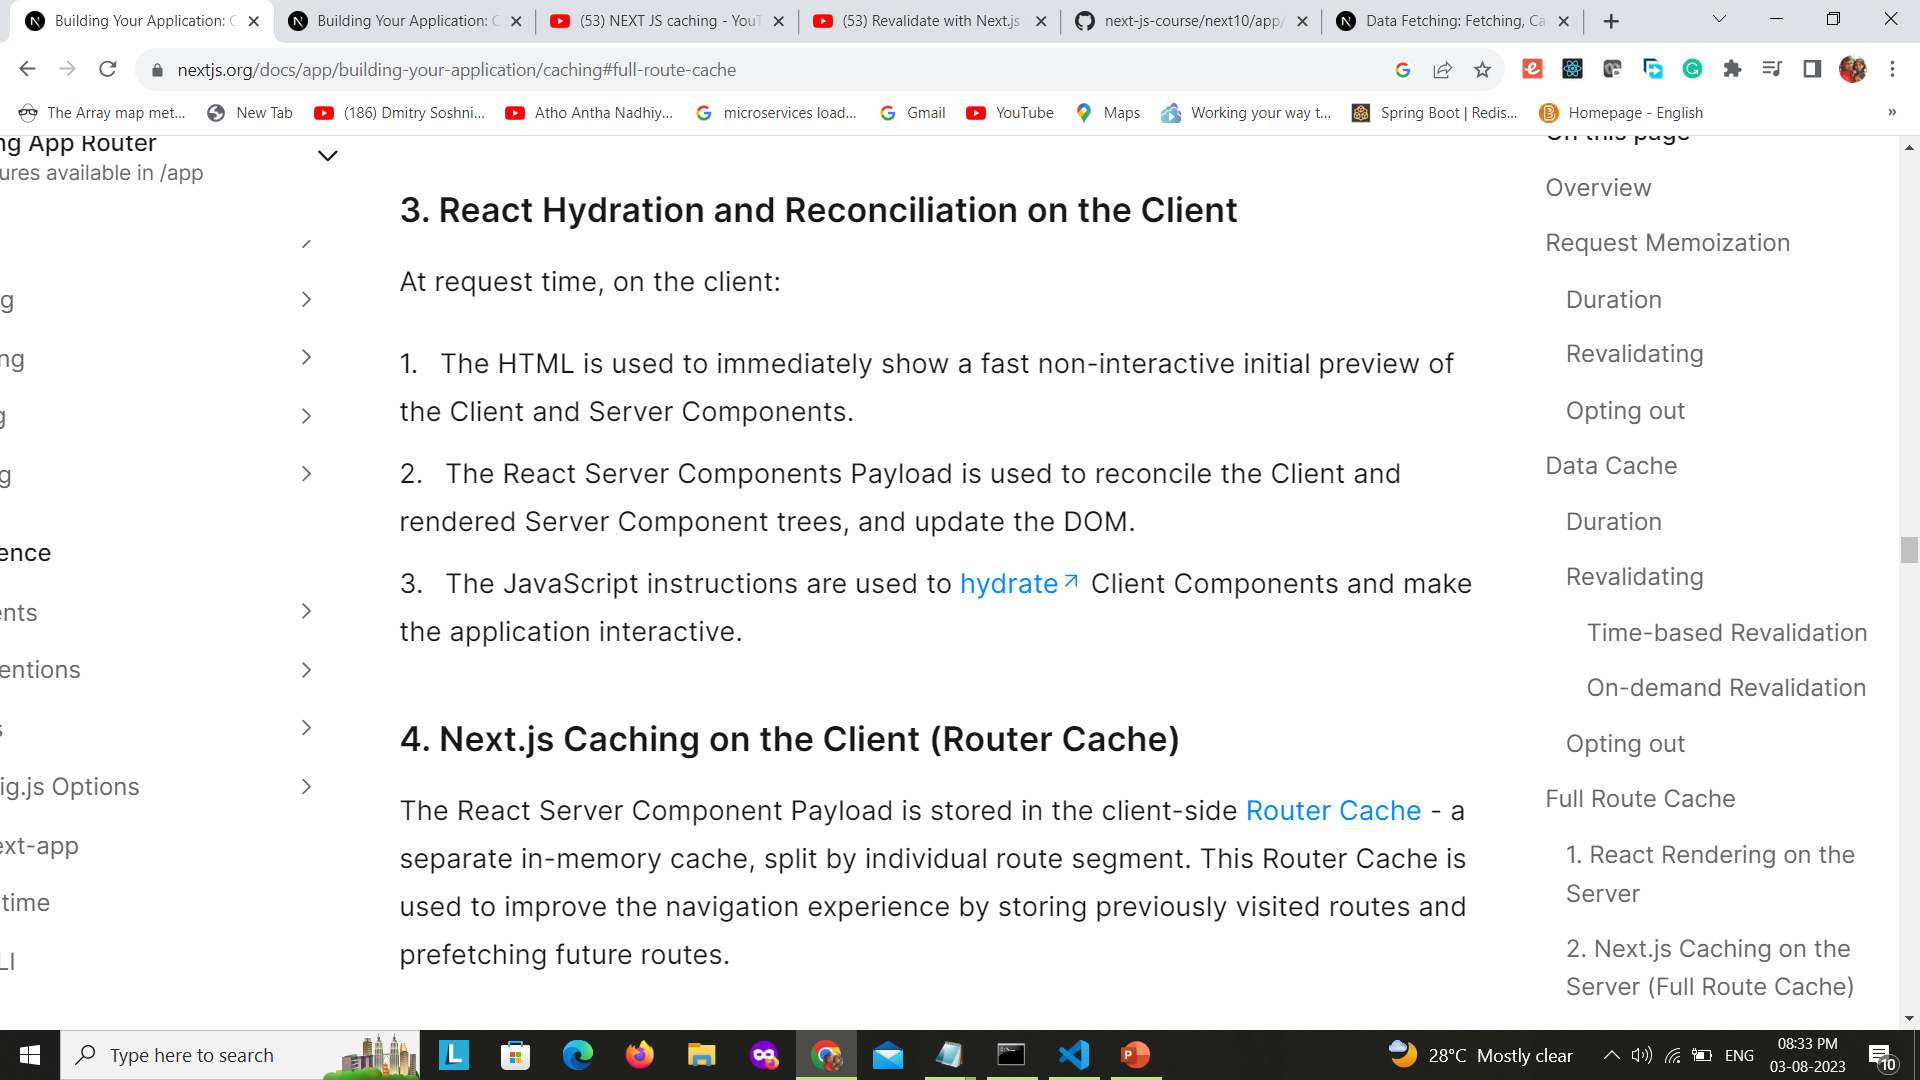 Building Your Application: C
Building Your Application: C
(53) NEXT JS caching - YouT
(53) Revalidate with Next.js
next-js-course/next10/app/
Data Fetching: Fetching, Ca
nextjs.org/docs/app/building-your-application/caching#full-route-cache
The Array map met...
New Tab
(186) Dmitry Soshni...
Atho Antha Nadhiy...
microservices load...
Gmail
YouTube
Maps
Working your way t...
Spring Boot | Redis...
Homepage - English
»
ng App Router
ures available in /app
g
ng
g
g
ence
ents
entions
s
ig.js Options
ext-app
time
LI
3. React Hydration and Reconciliation on the Client
At request time, on the client:
1. The HTML is used to immediately show a fast non-interactive initial preview of
the Client and Server Components.
2. The React Server Components Payload is used to reconcile the Client and
rendered Server Component trees, and update the DOM.
3. The JavaScript instructions are used to hydrate↗ Client Components and make
the application interactive.
4. Next.js Caching on the Client (Router Cache)
The React Server Component Payload is stored in the client-side Router Cache - a
separate in-memory cache, split by individual route segment. This Router Cache is
used to improve the navigation experience by storing previously visited routes and
prefetching future routes.
On this page
Overview
Request Memoization
Duration
Revalidating
Opting out
Data Cache
Duration
Revalidating
Time-based Revalidation
On-demand Revalidation
Opting out
Full Route Cache
1. React Rendering on the
Server
2. Next.js Caching on the
Server (Full Route Cache)
Type here to search
28°C Mostly clear
ENG
08:33 PM
03-08-2023
10